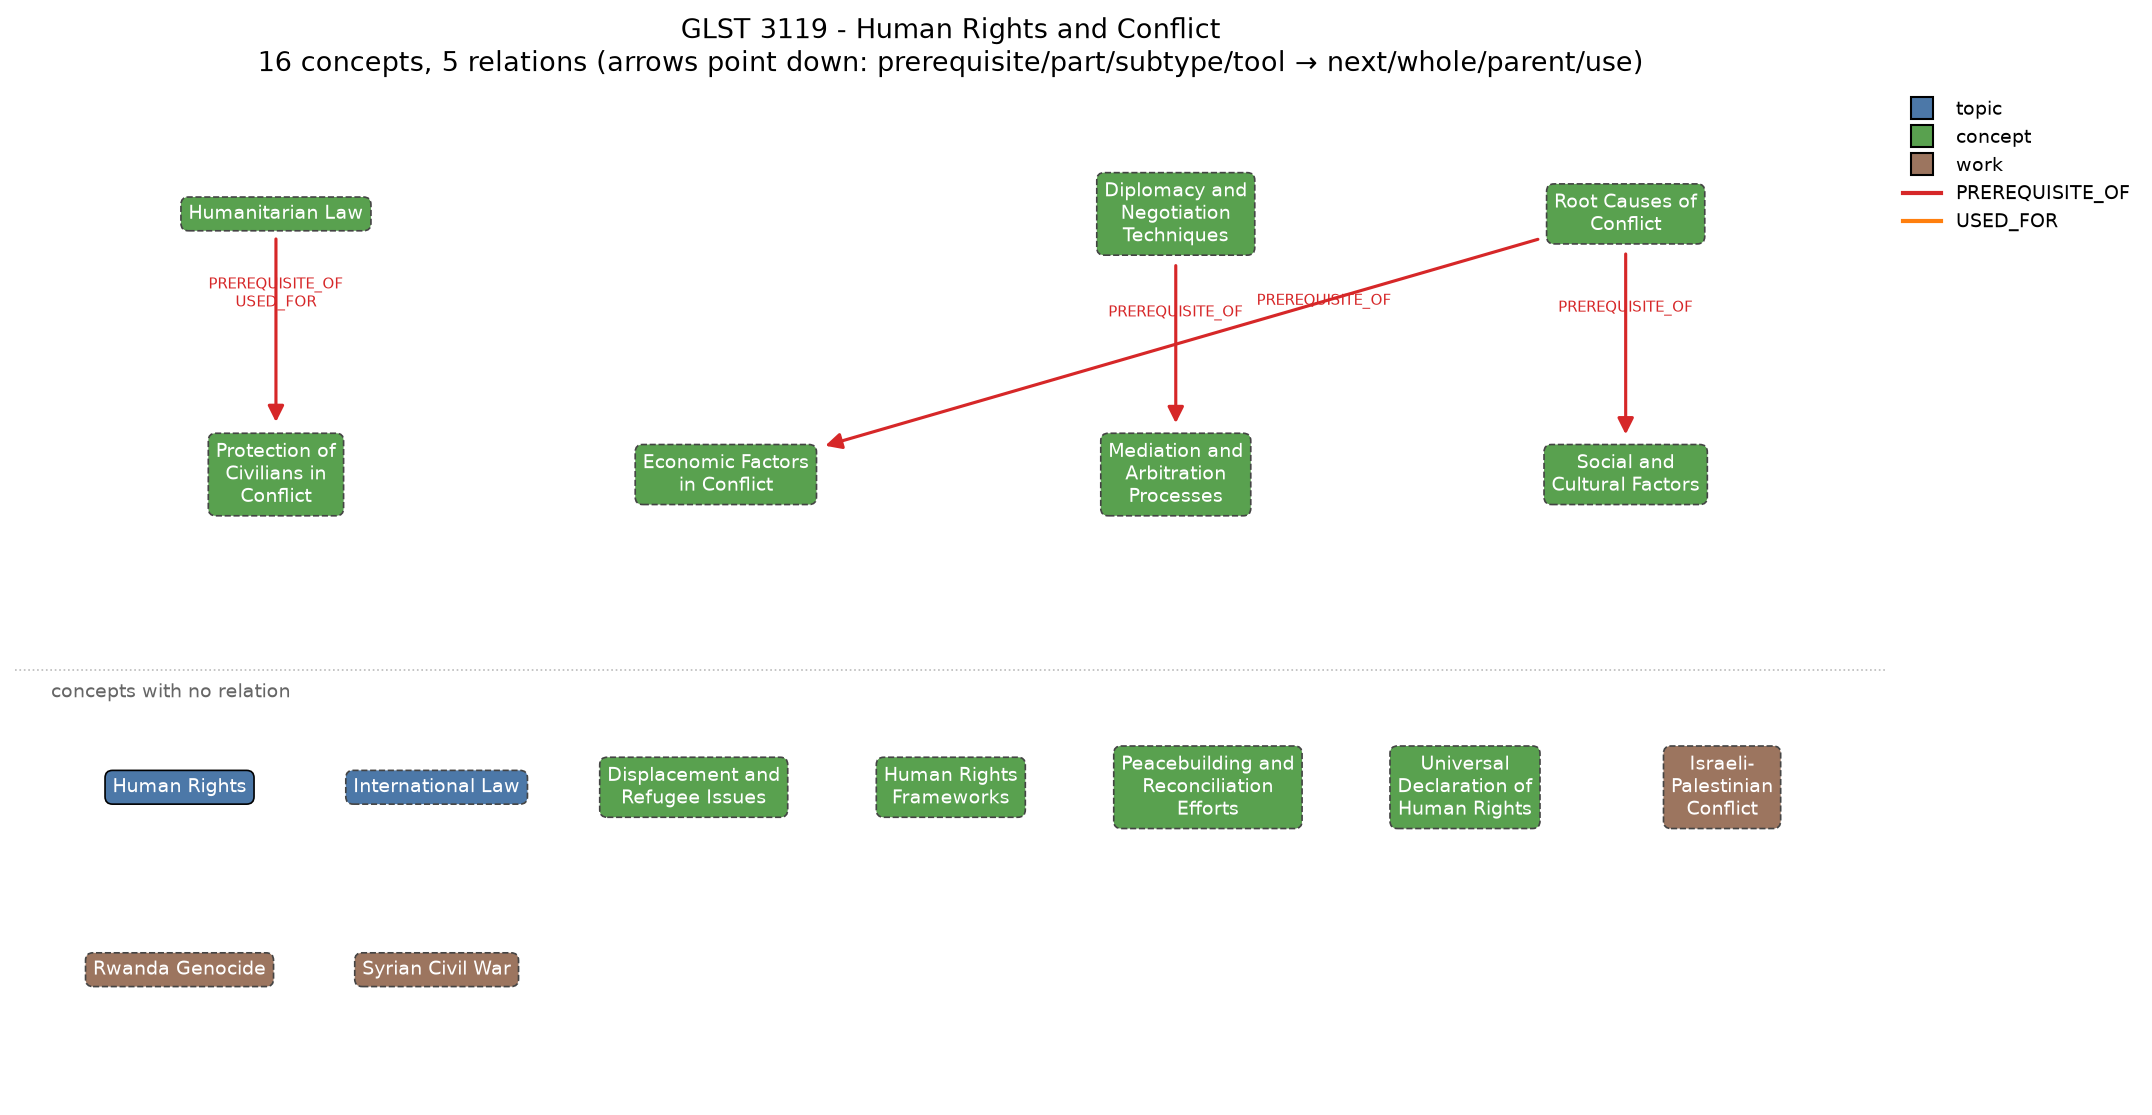 GLST 3119 - Human Rights and Conflict
16 concepts, 5 relations (arrows point down: prerequisite/part/subtype/tool → next/whole/parent/use)
topic
concept
work
PREREQUISITE_OF
USED_FOR
Humanitarian Law
Diplomacy and
Negotiation
Techniques
Root Causes of
Conflict
PREREQUISITE_OF
USED_FOR
PREREQUISITE_OF
PREREQUISITE_OF
PREREQUISITE_OF
Protection of
Civilians in
Conflict
Economic Factors
in Conflict
Mediation and
Arbitration
Processes
Social and
Cultural Factors
concepts with no relation
Human Rights
International Law
Displacement and
Refugee Issues
Human Rights
Frameworks
Peacebuilding and
Reconciliation
Efforts
Universal
Declaration of
Human Rights
Israeli-
Palestinian
Conflict
Rwanda Genocide
Syrian Civil War